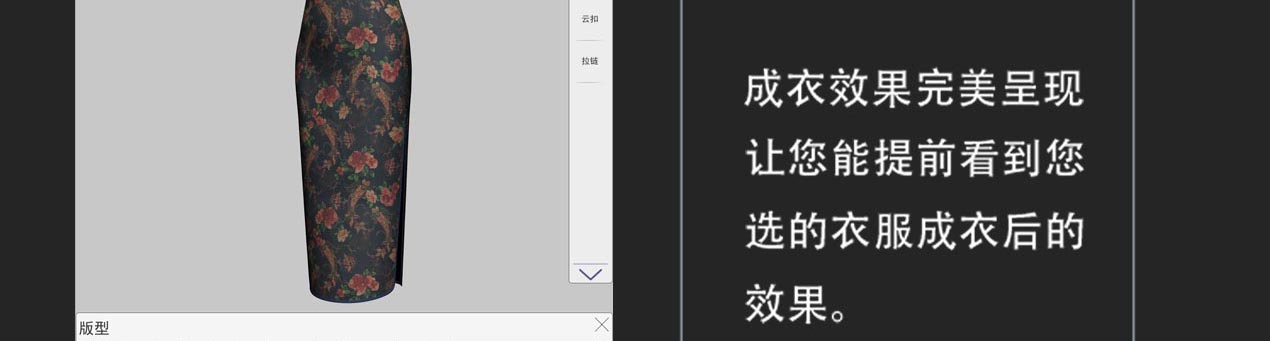 云扣
拉链
版型
成衣效果完美呈现
让您能提前看到您
选的衣服成衣后的
效果。